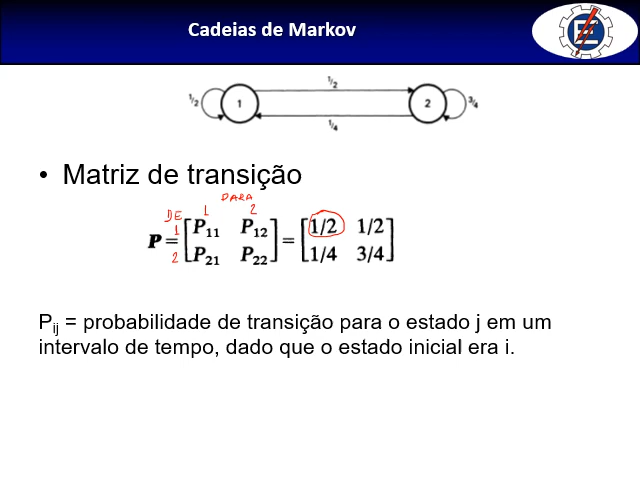 Cadeias de Markov
1/2
1/2 1 2 3/4
1/4
• Matriz de transição
PARA
DE 1 2
1 P = [P₁₁ P₁₂] = [1/2 1/2]
2 [P₂₁ P₂₂] [1/4 3/4]
Pᵢⱼ = probabilidade de transição para o estado j em um
intervalo de tempo, dado que o estado inicial era i.